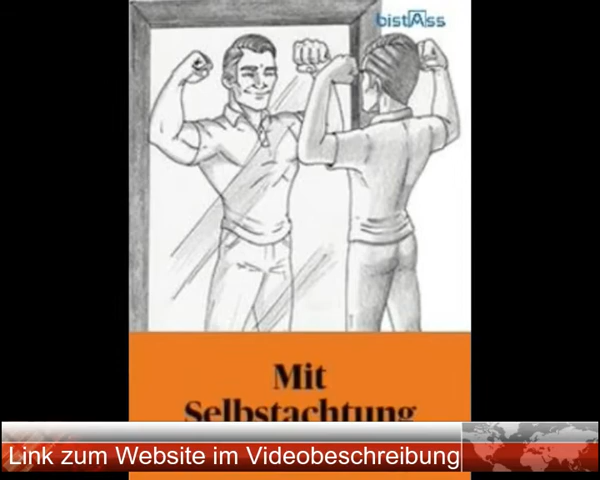 bistAss
Mit
Selbstachtung
Link zum Website im Videobeschreibung